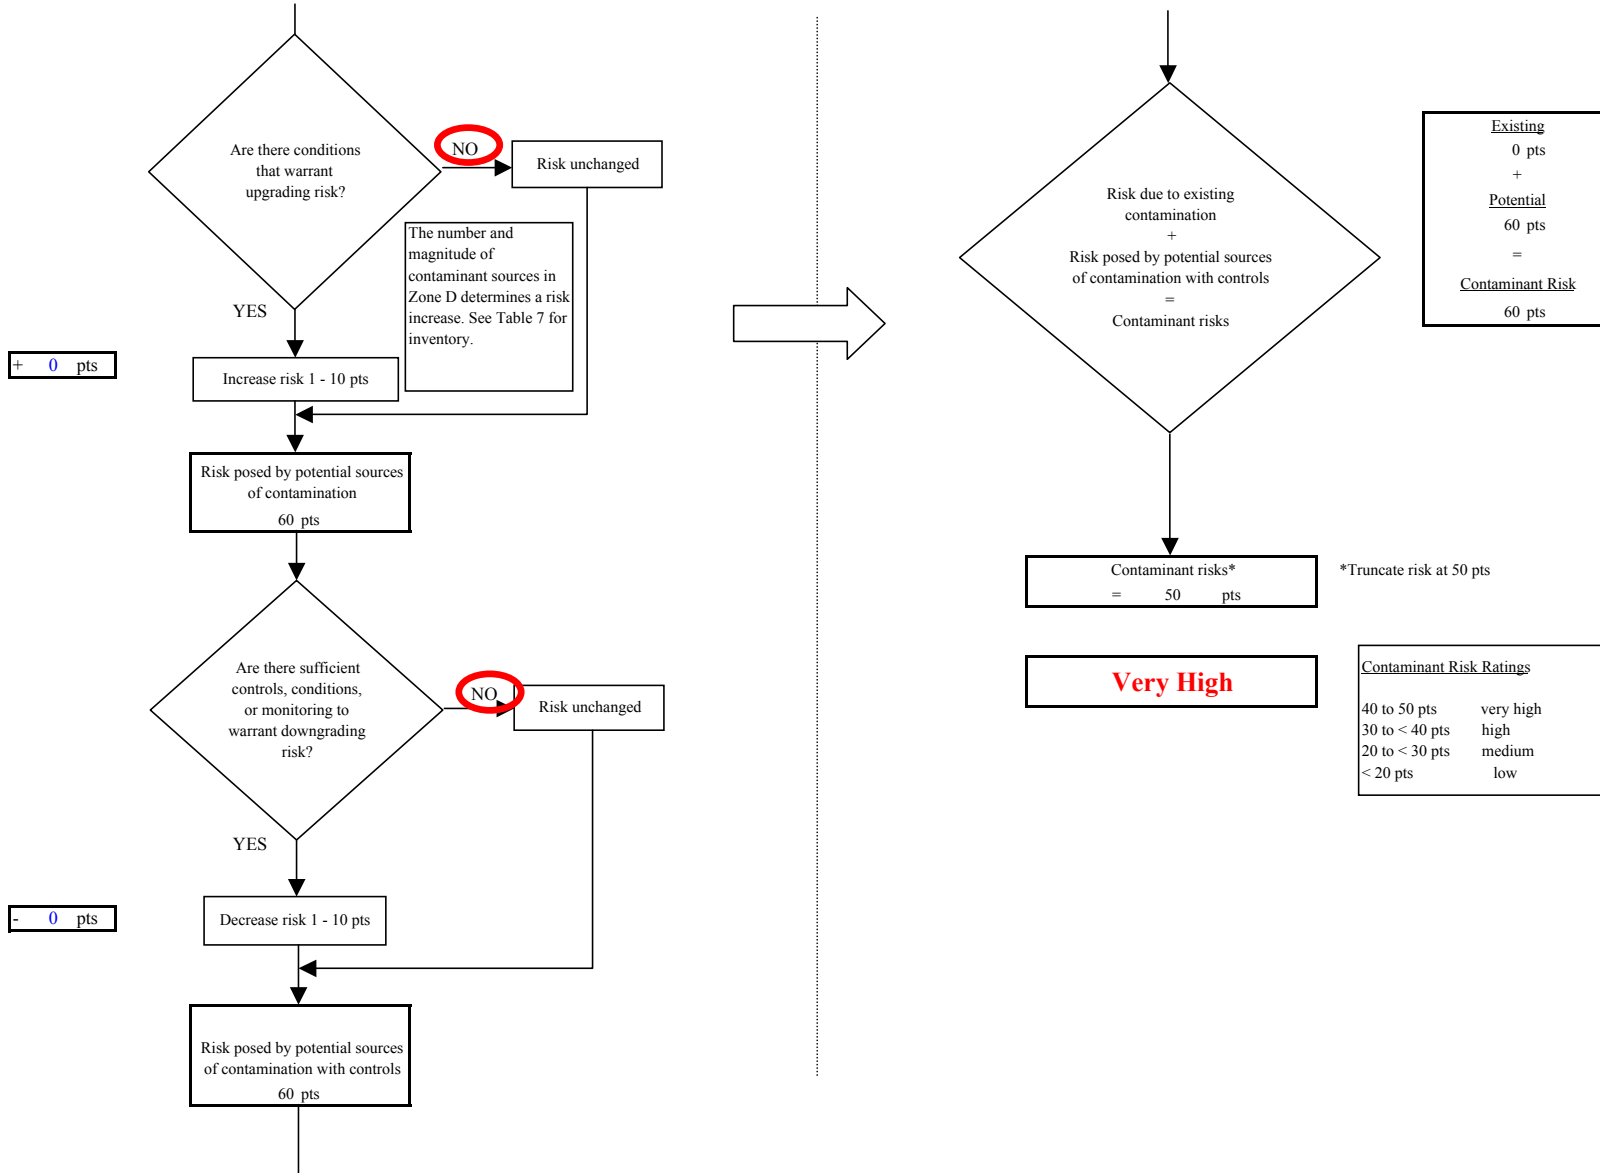 Are there conditions
that warrant
upgrading risk?
NO
Risk unchanged
The number and
magnitude of
contaminant sources in
Zone D determines a risk
increase. See Table 7 for
inventory.
YES
+ 0 pts
Increase risk 1 - 10 pts
Risk posed by potential sources
of contamination
60 pts
Are there sufficient
controls, conditions,
or monitoring to
warrant downgrading
risk?
NO
Risk unchanged
YES
- 0 pts
Decrease risk 1 - 10 pts
Risk posed by potential sources
of contamination with controls
60 pts
Risk due to existing
contamination
+
Risk posed by potential sources
of contamination with controls
=
Contaminant risks
Existing
0 pts
+
Potential
60 pts
=
Contaminant Risk
60 pts
Contaminant risks*
= 50 pts
*Truncate risk at 50 pts
Very High
Contaminant Risk Ratings
40 to 50 pts very high
30 to < 40 pts high
20 to < 30 pts medium
< 20 pts low